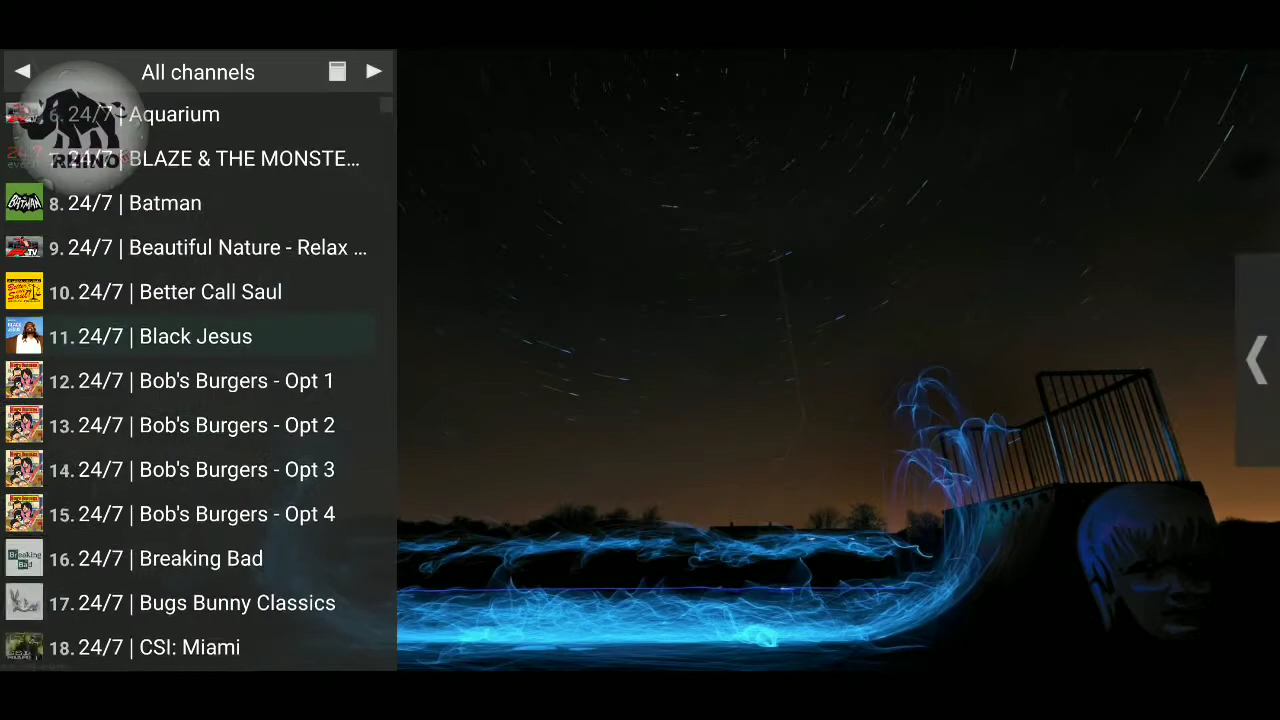 All channels
6. 24/7 | Aquarium
24/7 | BLAZE & THE MONSTE…
RHINO
8. 24/7 | Batman
9. 24/7 | Beautiful Nature - Relax …
10. 24/7 | Better Call Saul
11. 24/7 | Black Jesus
12. 24/7 | Bob's Burgers - Opt 1
13. 24/7 | Bob's Burgers - Opt 2
14. 24/7 | Bob's Burgers - Opt 3
15. 24/7 | Bob's Burgers - Opt 4
16. 24/7 | Breaking Bad
17. 24/7 | Bugs Bunny Classics
18. 24/7 | CSI: Miami